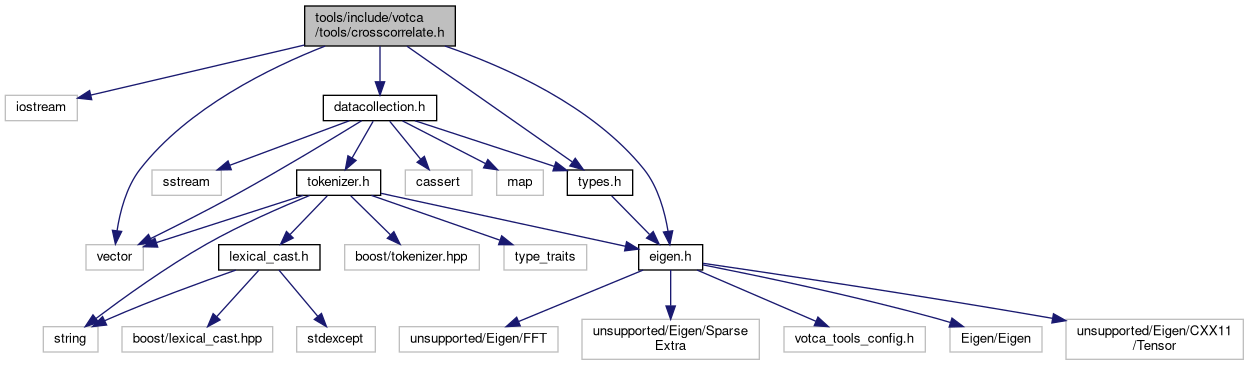 tools/include/votca
/tools/crosscorrelate.h
iostream
datacollection.h
sstream
tokenizer.h
cassert
map
types.h
vector
lexical_cast.h
boost/tokenizer.hpp
type_traits
eigen.h
string
boost/lexical_cast.hpp
stdexcept
unsupported/Eigen/FFT
unsupported/Eigen/Sparse
Extra
votca_tools_config.h
Eigen/Eigen
unsupported/Eigen/CXX11
/Tensor